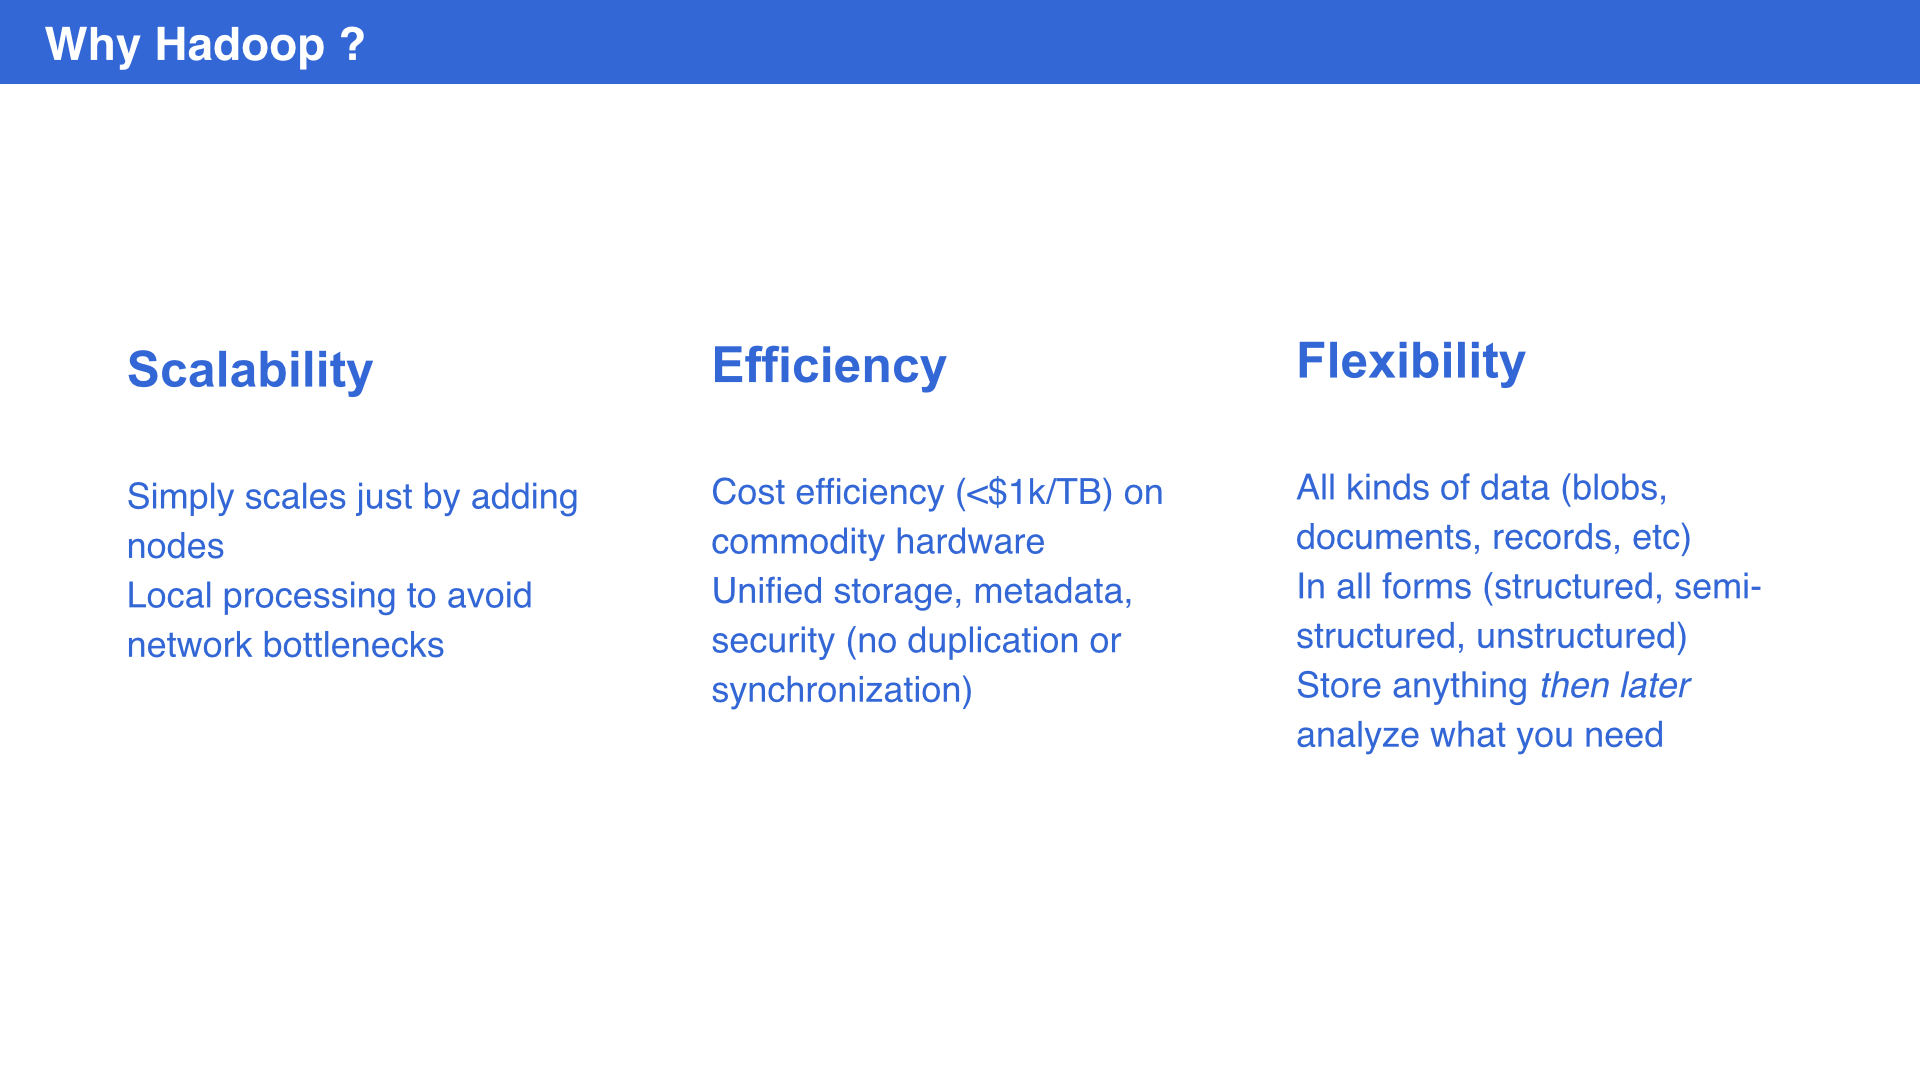 Why Hadoop ?
Scalability
Simply scales just by adding
nodes
Local processing to avoid
network bottlenecks
Efficiency
Cost efficiency (<$1k/TB) on
commodity hardware
Unified storage, metadata,
security (no duplication or
synchronization)
Flexibility
All kinds of data (blobs,
documents, records, etc)
In all forms (structured, semi-
structured, unstructured)
Store anything then later
analyze what you need